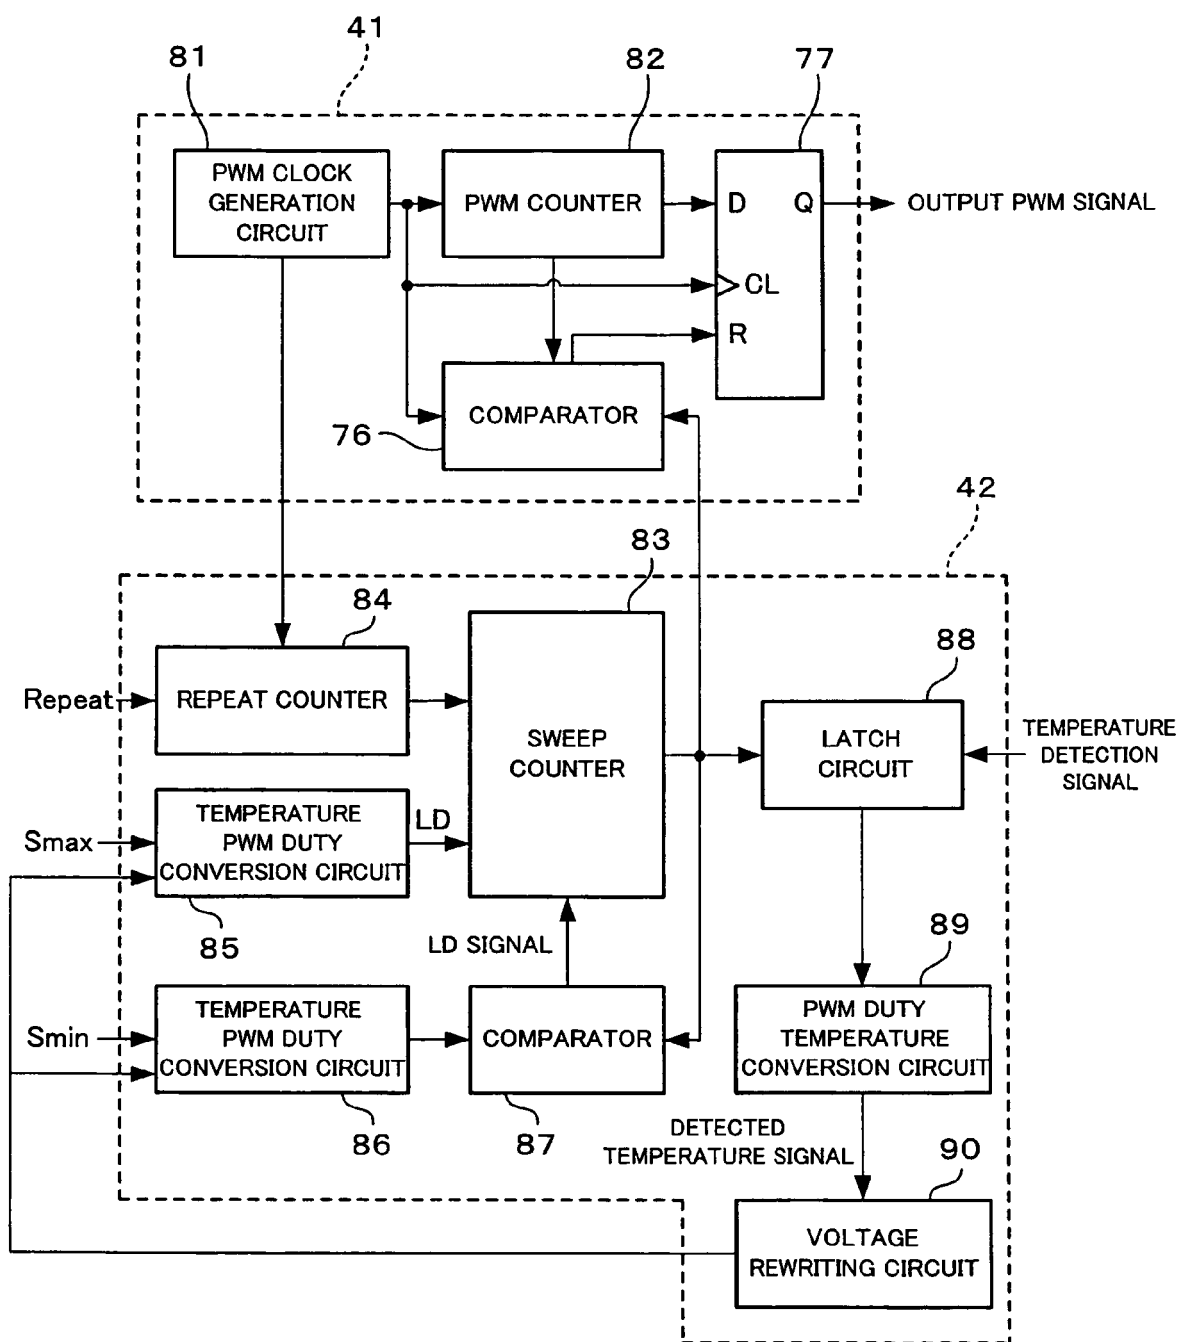 41
81
82
77
PWM CLOCK
GENERATION
CIRCUIT
PWM COUNTER
D
Q
OUTPUT PWM SIGNAL
CL
R
COMPARATOR
76
42
83
84
88
Repeat
REPEAT COUNTER
SWEEP
COUNTER
LATCH
CIRCUIT
TEMPERATURE
DETECTION
SIGNAL
Smax
TEMPERATURE
PWM DUTY
CONVERSION CIRCUIT
LD
85
LD SIGNAL
89
Smin
TEMPERATURE
PWM DUTY
CONVERSION CIRCUIT
COMPARATOR
PWM DUTY
TEMPERATURE
CONVERSION CIRCUIT
86
87
DETECTED
TEMPERATURE SIGNAL
90
VOLTAGE
REWRITING CIRCUIT